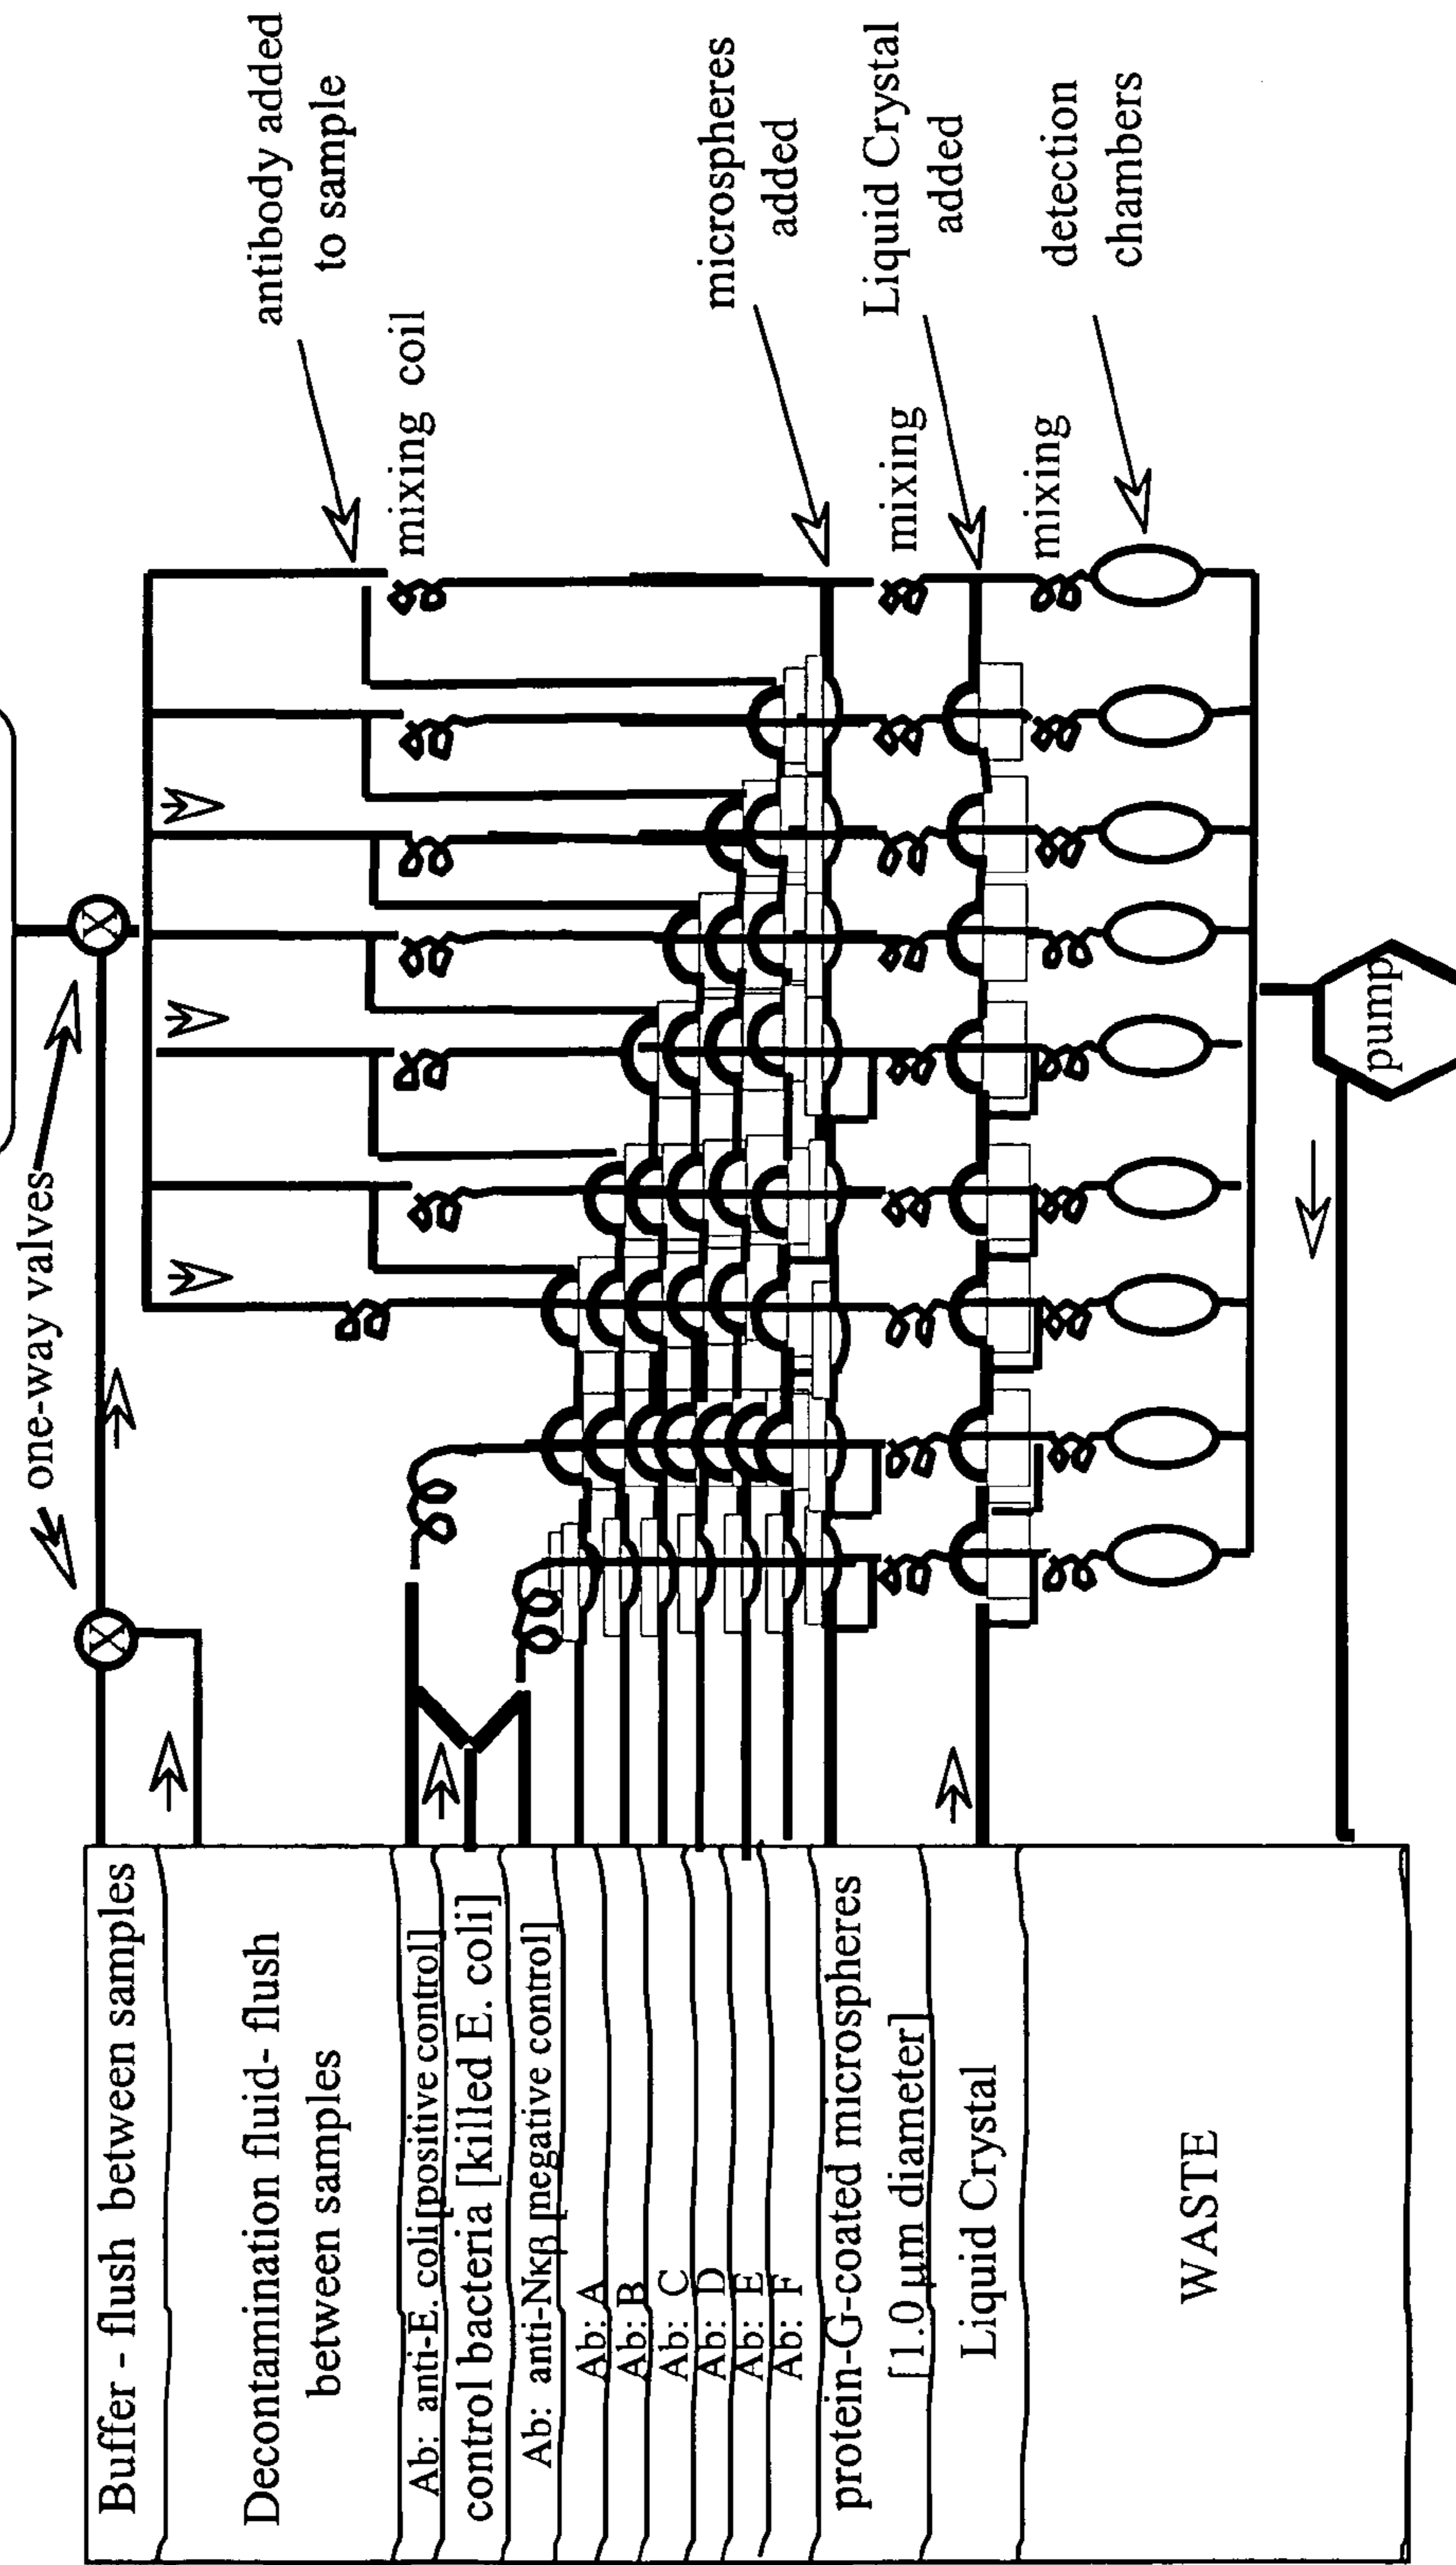 one-way valves
X
X
antibody added
to sample
mixing coil
microspheres
added
mixing
Liquid Crystal
added
mixing
detection
chambers
pump
Buffer - flush between samples
Decontamination fluid- flush
between samples
Ab: anti-E. coli[positive control]
control bacteria [killed E. coli]
Ab: anti-Nκβ [negative control]
Ab: A
Ab: B
Ab: C
Ab: D
Ab: E
Ab: F
protein-G-coated microspheres
[1.0 μm diameter]
Liquid Crystal
WASTE